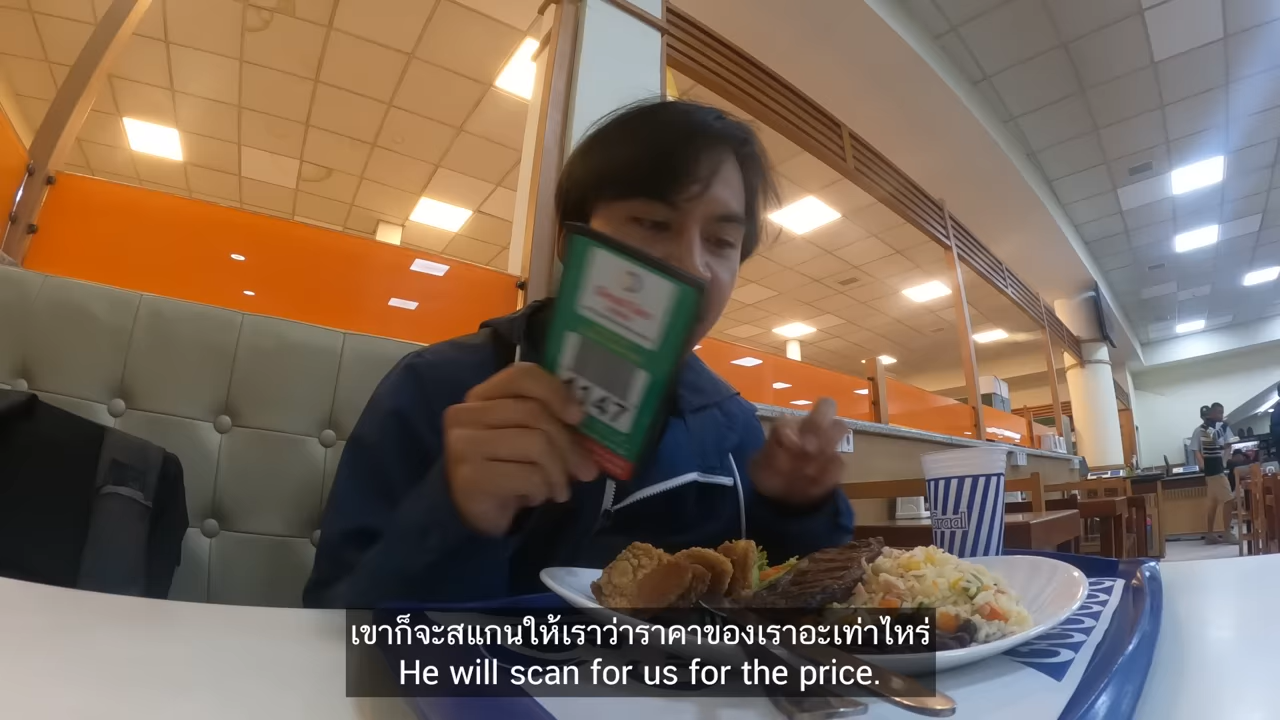 1147
Graal
เขาก็จะสแกนให้เราว่าราคาของเราอะเท่าไหร่
He will scan for us for the price.